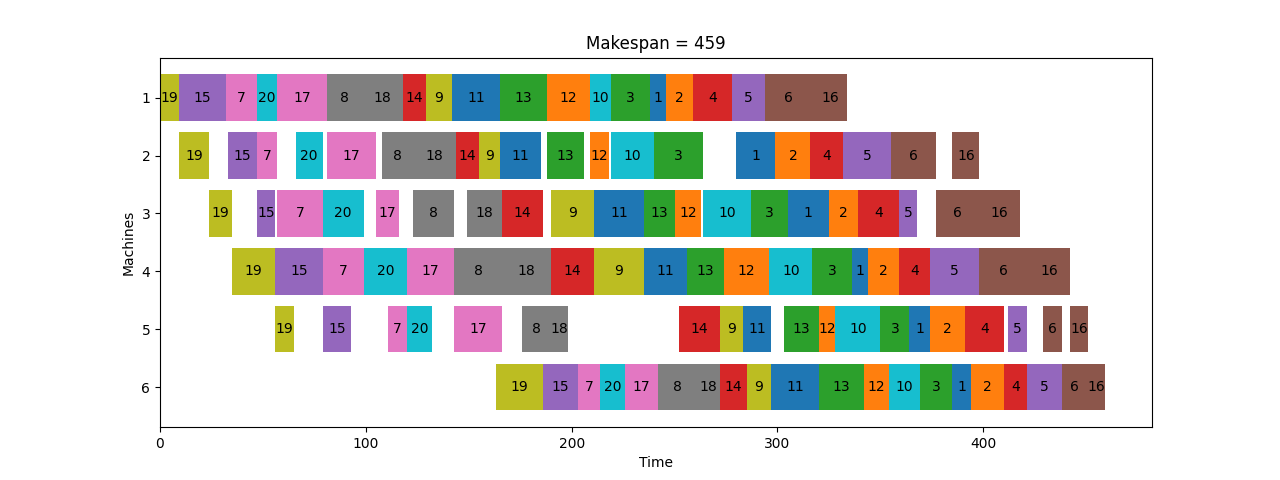 Makespan = 459
1 19 15 7 20 17 8 18 14 9 11 13 12 10 3 1 2 4 5 6 16
2 19 15 7 20 17 8 18 14 9 11 13 12 10 3 1 2 4 5 6 16
3 19 15 7 20 17 8 18 14 9 11 13 12 10 3 1 2 4 5 6 16
4 19 15 7 20 17 8 18 14 9 11 13 12 10 3 1 2 4 5 6 16
5 19 15 7 20 17 8 18 14 9 11 13 12 10 3 1 2 4 5 6 16
6 19 15 7 20 17 8 18 14 9 11 13 12 10 3 1 2 4 5 6 16
Machines
0 100 200 300 400
Time